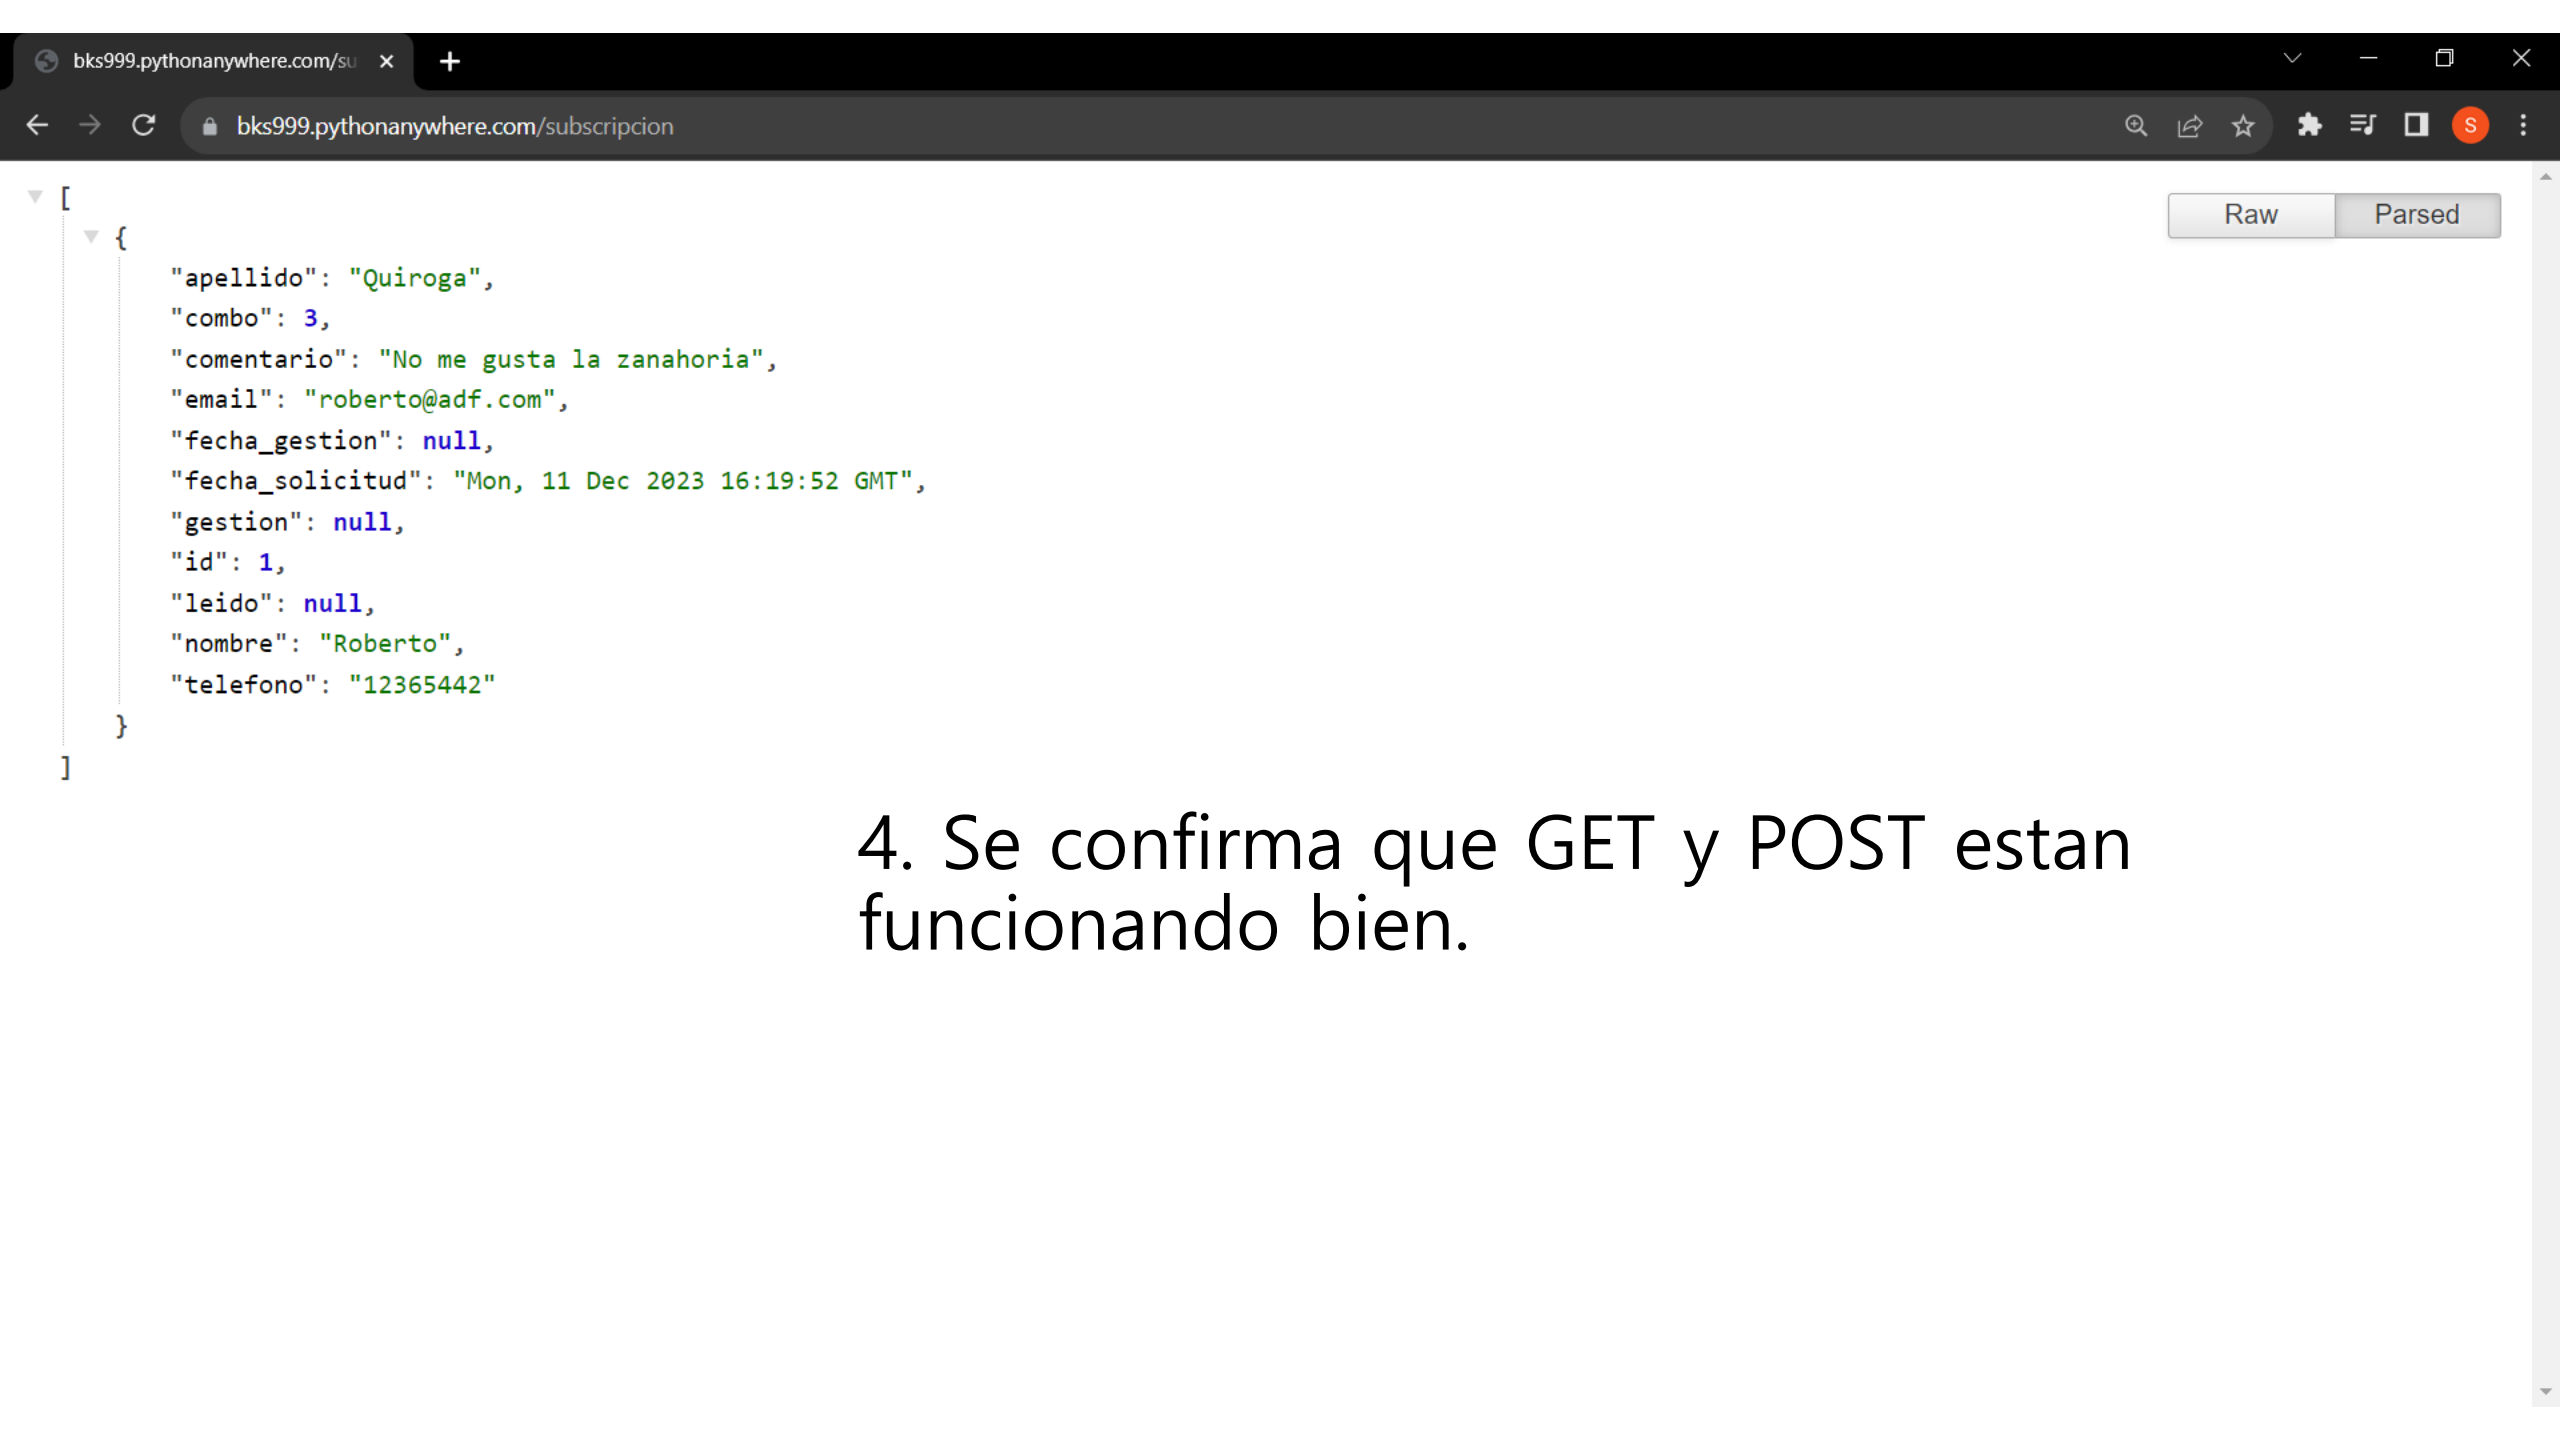 bks999.pythonanywhere.com/su
bks999.pythonanywhere.com/subscripcion
S
Raw
Parsed
[
{
"apellido": "Quiroga",
"combo": 3,
"comentario": "No me gusta la zanahoria",
"email": "roberto@adf.com",
"fecha_gestion": null,
"fecha_solicitud": "Mon, 11 Dec 2023 16:19:52 GMT",
"gestion": null,
"id": 1,
"leido": null,
"nombre": "Roberto",
"telefono": "12365442"
}
]
4. Se confirma que GET y POST estan
funcionando bien.